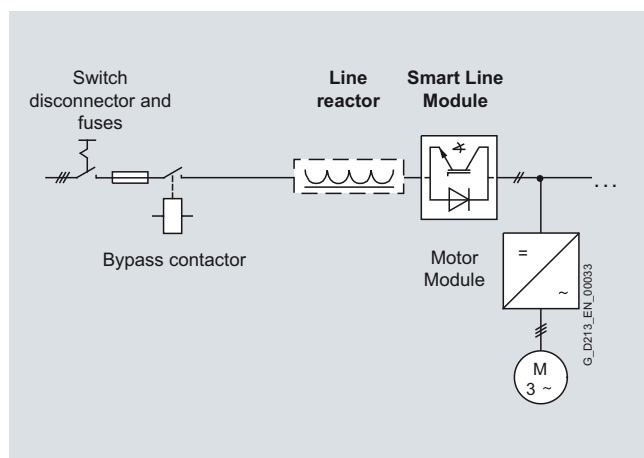 Switch
disconnector and
fuses
Line
reactor
Smart Line
Module
...
Bypass contactor
Motor
Module
=
~
G_D213_EN_00033
M
3 ~